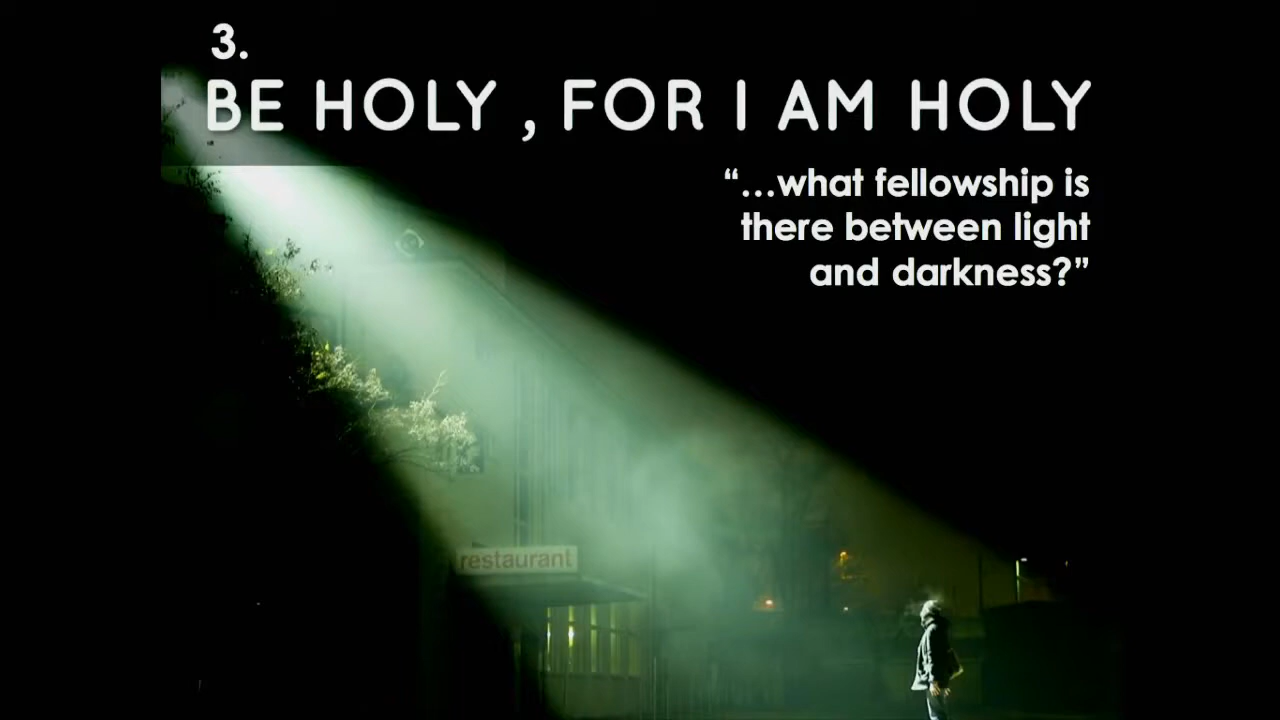 3.
BE HOLY , FOR I AM HOLY
“…what fellowship is
there between light
and darkness?”
restaurant